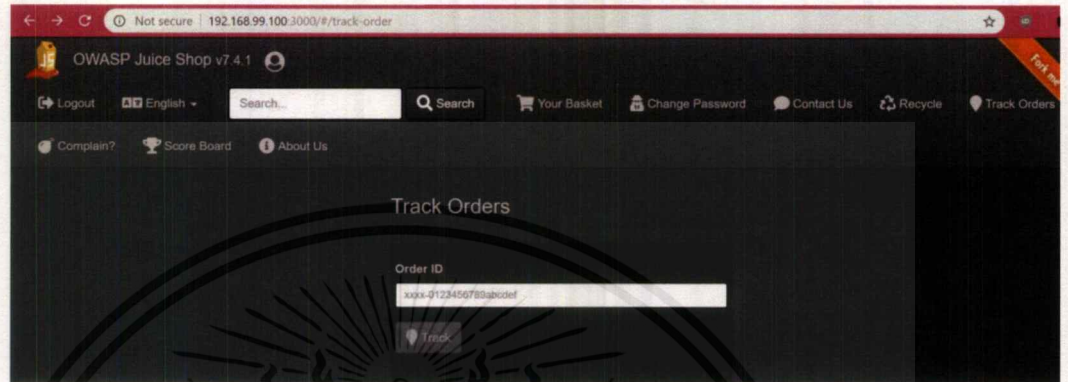 Not secure | 192.168.99.100:3000/#/track-order
JS OWASP Juice Shop v7.4.1
Fork me
Logout English Search... Search Your Basket Change Password Contact Us Recycle Track Orders
Complain? Score Board About Us
Track Orders
Order ID
xxxx-0123456789abcdef
Track